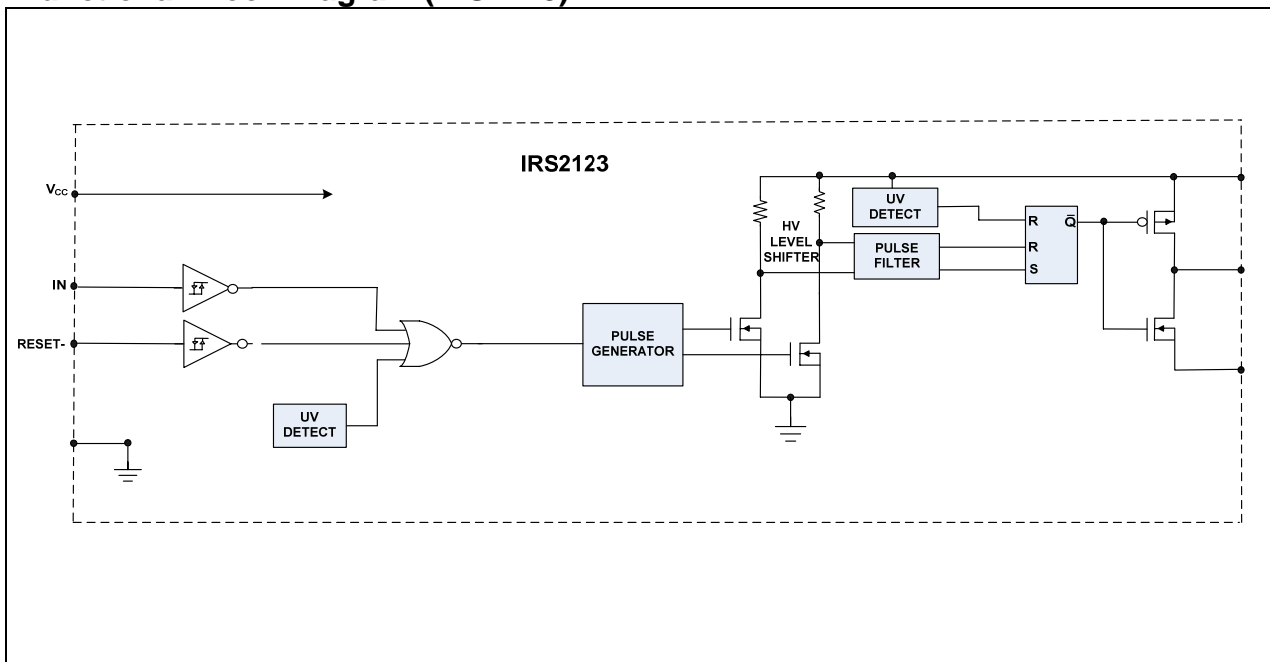 IRS2123
VCC
UV
DETECT
R
Q̅
HV
LEVEL
SHIFTER
PULSE
FILTER
R
S
IN
RESET-
PULSE
GENERATOR
UV
DETECT